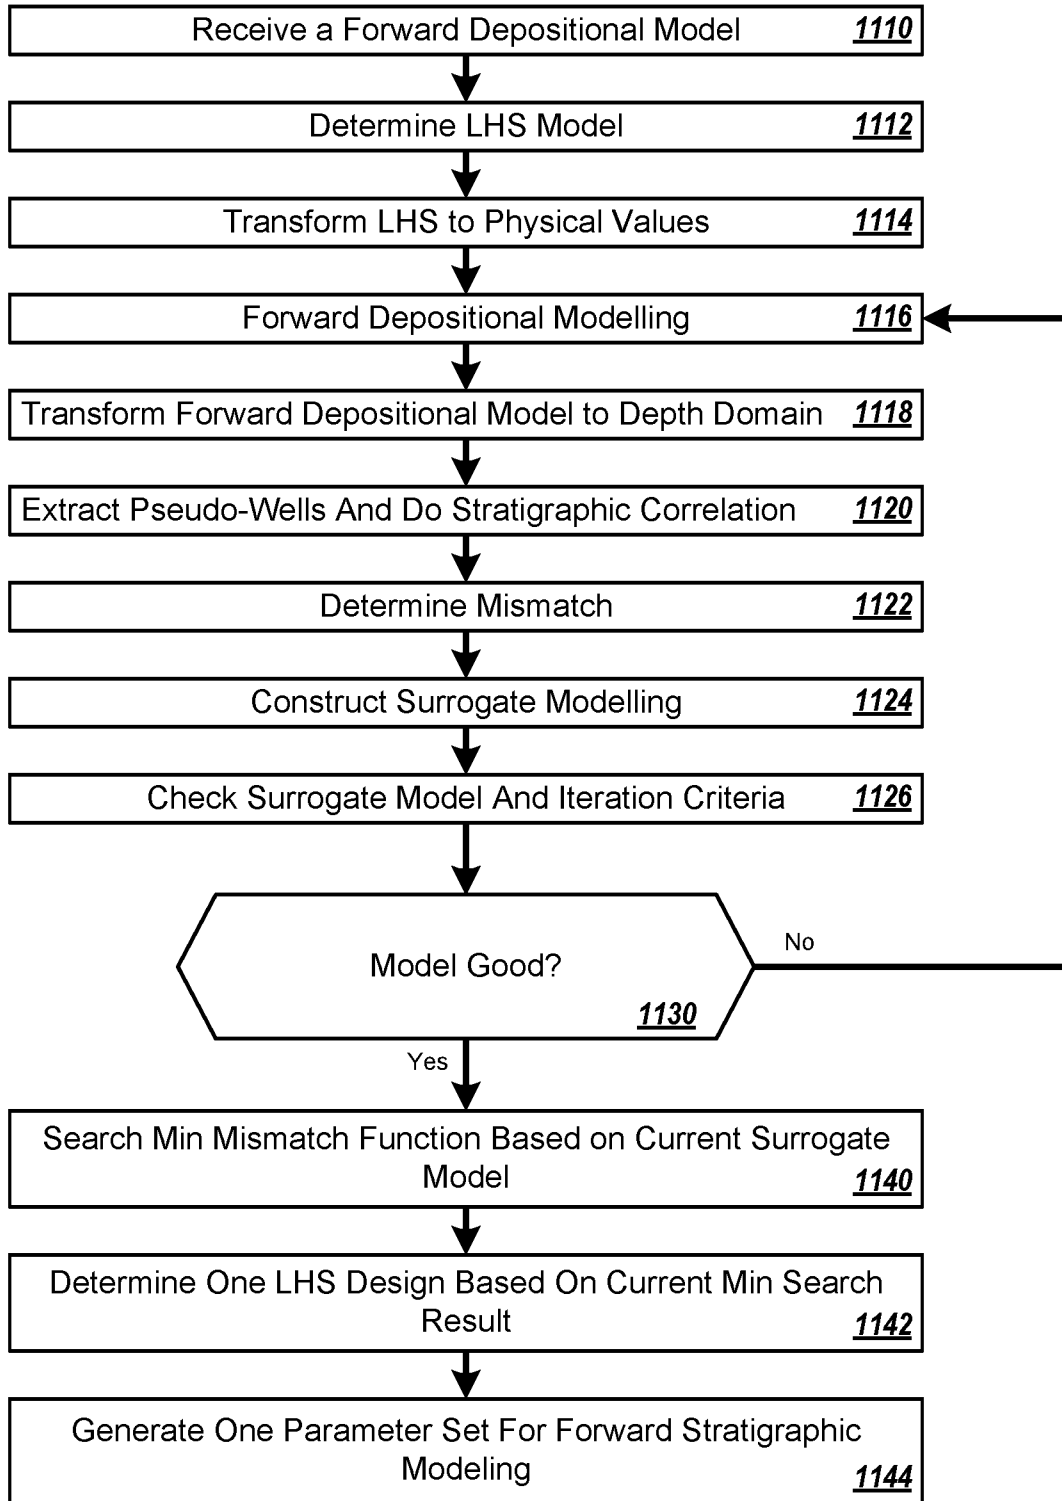 Receive a Forward Depositional Model 1110
Determine LHS Model 1112
Transform LHS to Physical Values 1114
Forward Depositional Modelling 1116
Transform Forward Depositional Model to Depth Domain 1118
Extract Pseudo-Wells And Do Stratigraphic Correlation 1120
Determine Mismatch 1122
Construct Surrogate Modelling 1124
Check Surrogate Model And Iteration Criteria 1126
No
Model Good?
1130
Yes
Search Min Mismatch Function Based on Current Surrogate
Model 1140
Determine One LHS Design Based On Current Min Search
Result 1142
Generate One Parameter Set For Forward Stratigraphic
Modeling 1144